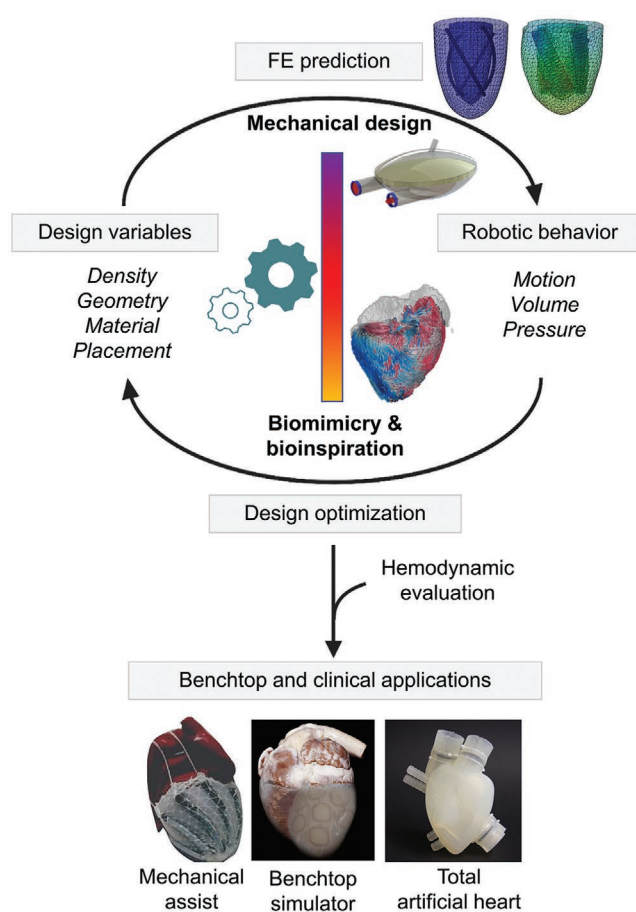 FE prediction
Mechanical design
Design variables
Density
Geometry
Material
Placement
Robotic behavior
Motion
Volume
Pressure
Biomimicry &
bioinspiration
Design optimization
Hemodynamic
evaluation
Benchtop and clinical applications
Mechanical
assist
Benchtop
simulator
Total
artificial heart